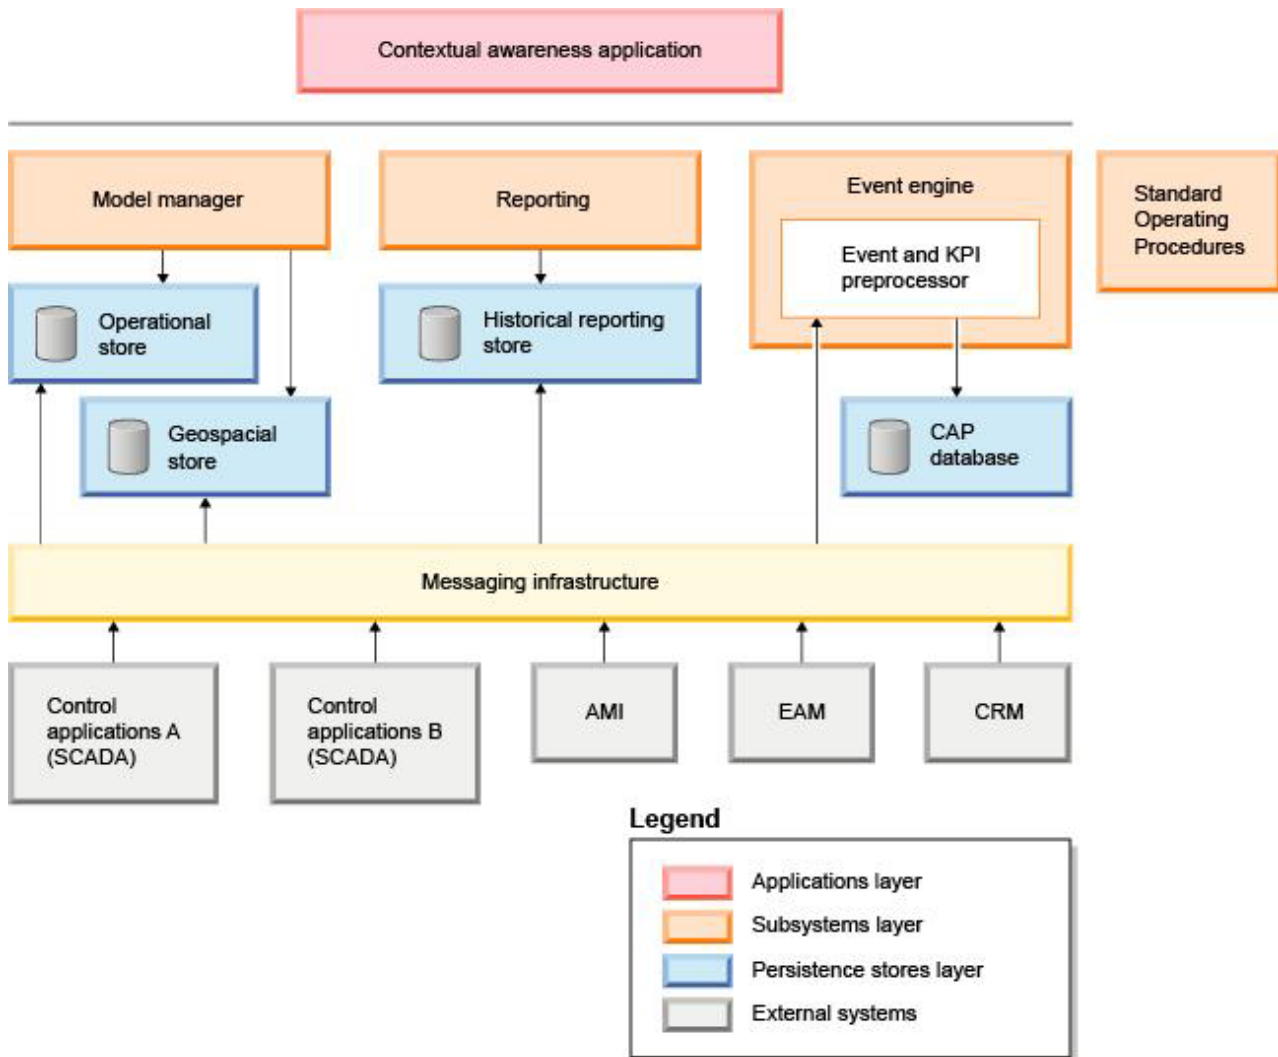 Contextual awareness application
Model manager
Reporting
Event engine
Event and KPI
preprocessor
Standard
Operating
Procedures
Operational
store
Historical reporting
store
Geospacial
store
CAP
database
Messaging infrastructure
Control
applications A
(SCADA)
Control
applications B
(SCADA)
AMI
EAM
CRM
Legend
Applications layer
Subsystems layer
Persistence stores layer
External systems